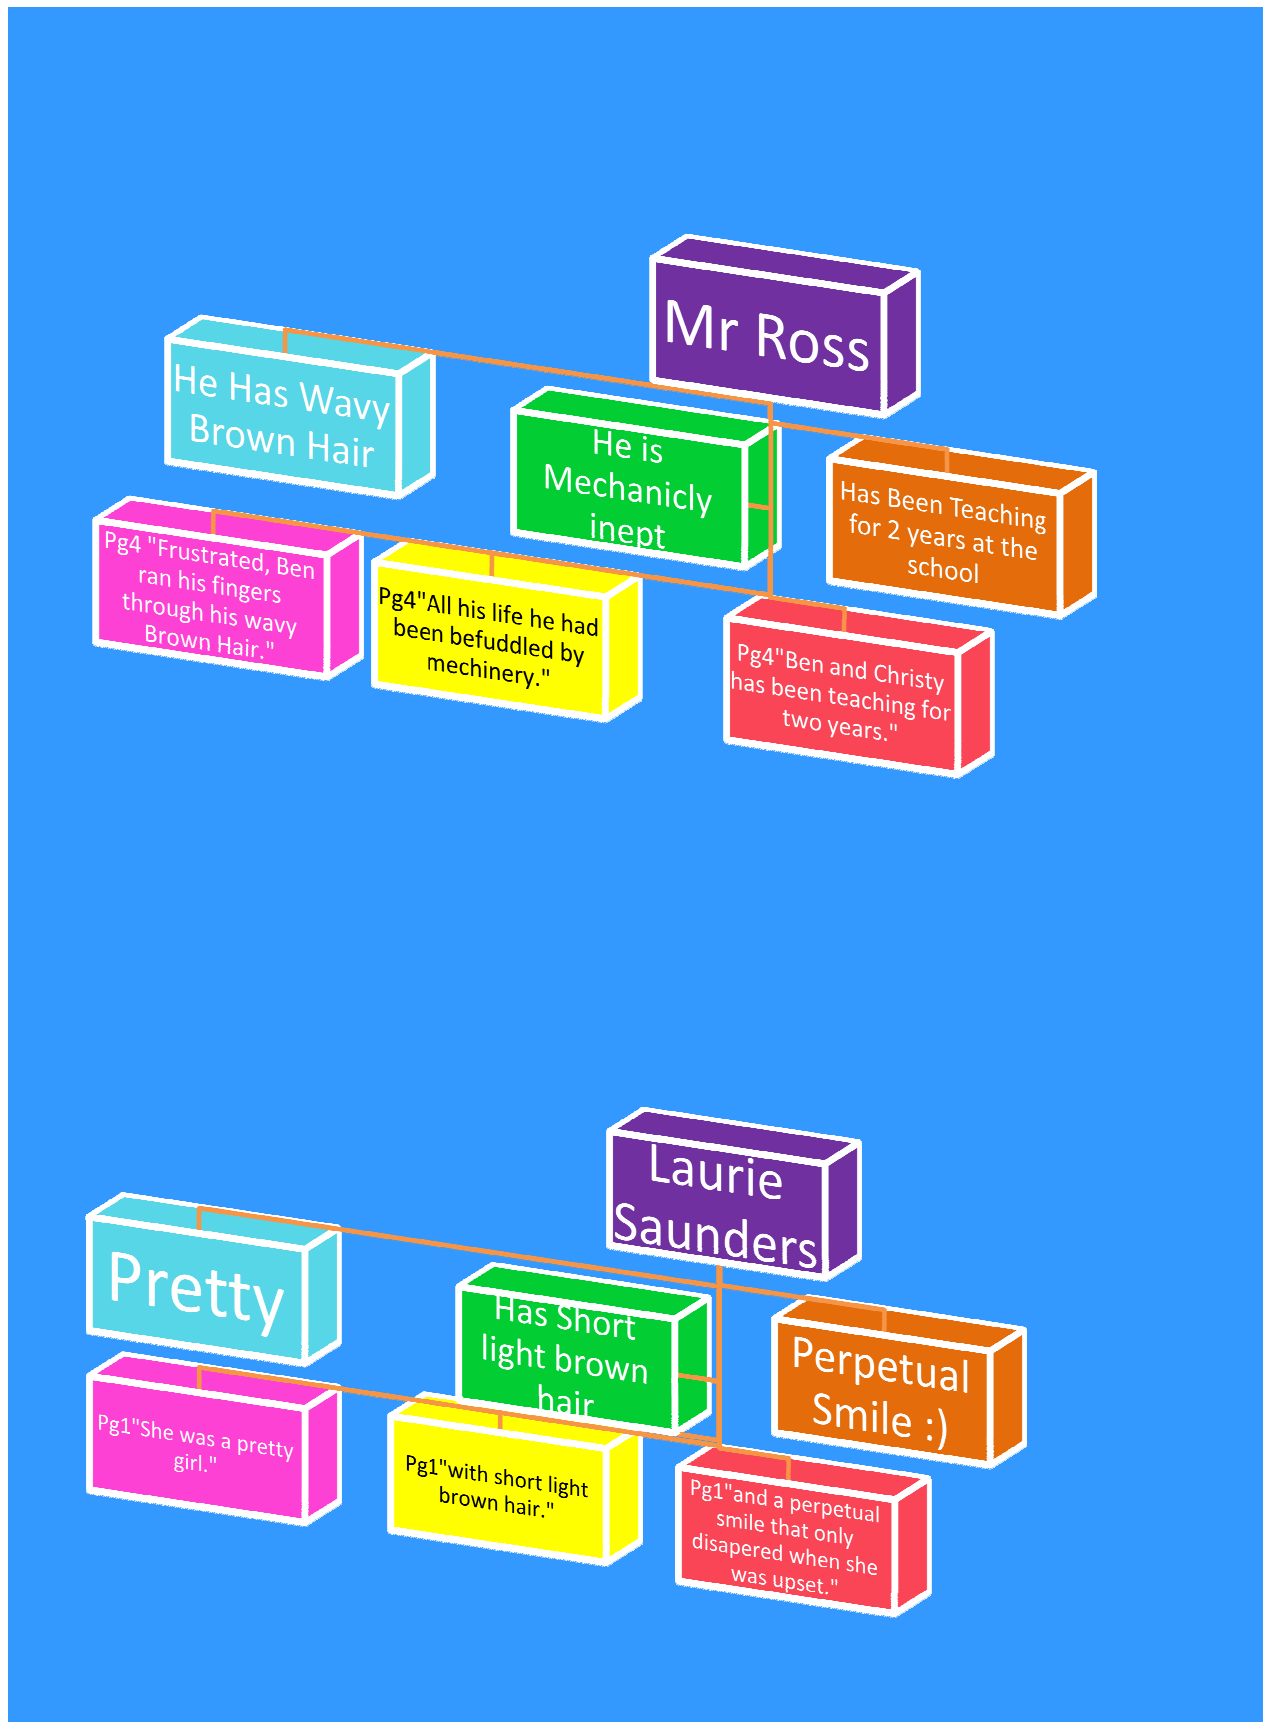 Mr Ross
He Has Wavy
Brown Hair
He is
Mechanicly
inept
Has Been Teaching
for 2 years at the
school
Pg4 "Frustrated, Ben
ran his fingers
through his wavy
Brown Hair."
Pg4"All his life he had
been befuddled by
mechinery."
Pg4"Ben and Christy
has been teaching for
two years."
Laurie
Saunders
Pretty
Has Short
light brown
hair
Perpetual
Smile :)
Pg1"She was a pretty
girl."
Pg1"with short light
brown hair."
Pg1"and a perpetual
smile that only
disapered when she
was upset."